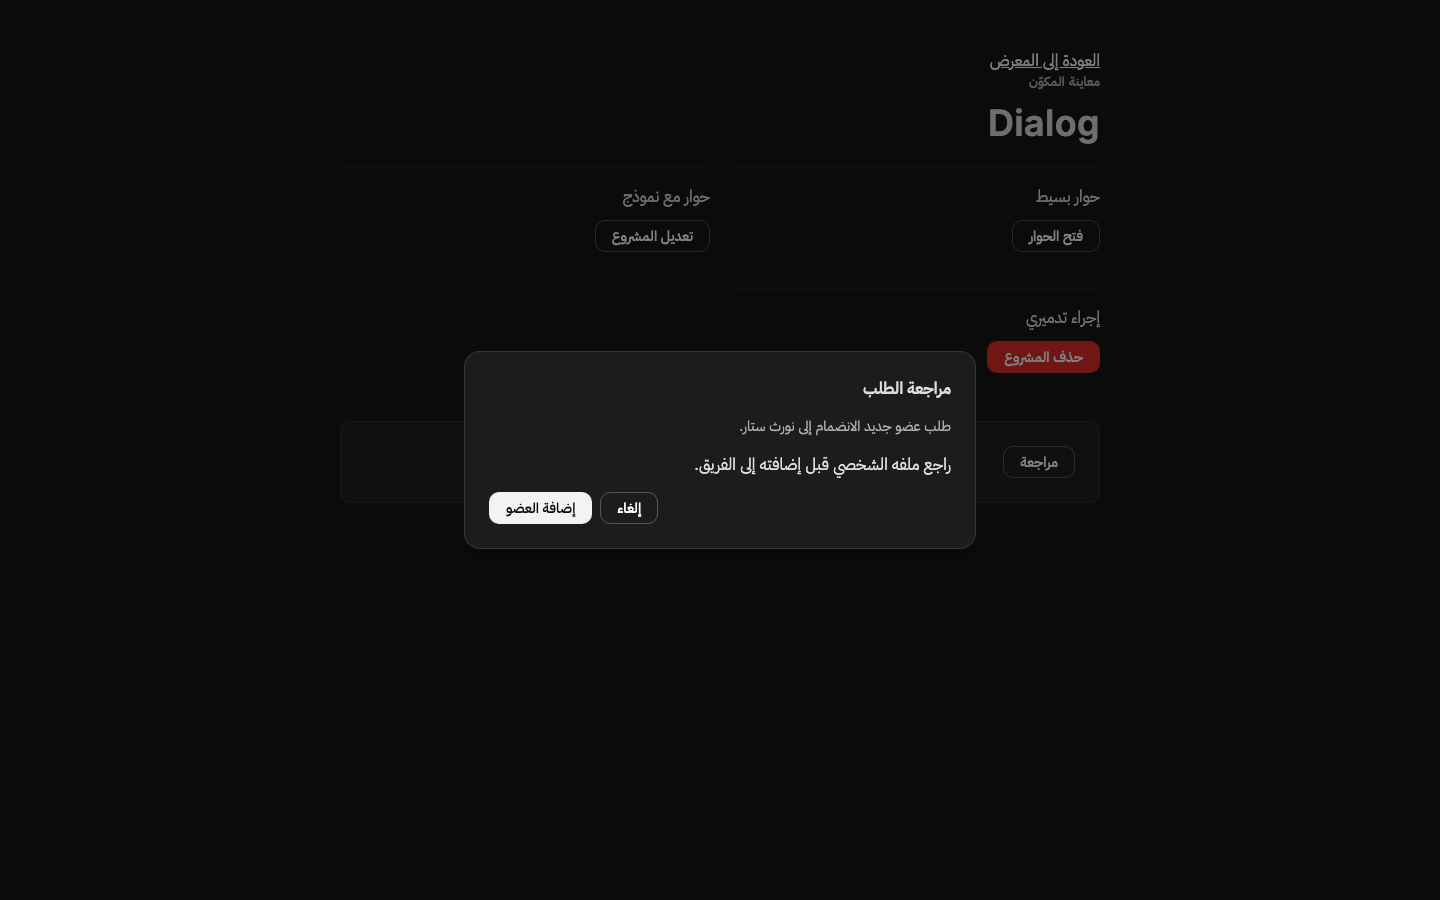 العودة إلى المعرض
معاينة المكوّن
Dialog
حوار بسيط
فتح الحوار
حوار مع نموذج
تعديل المشروع
إجراء تدميري
حذف المشروع
مراجعة
مراجعة الطلب
طلب عضو جديد الانضمام إلى نورث ستار.
راجع ملفه الشخصي قبل إضافته إلى الفريق.
إلغاء
إضافة العضو